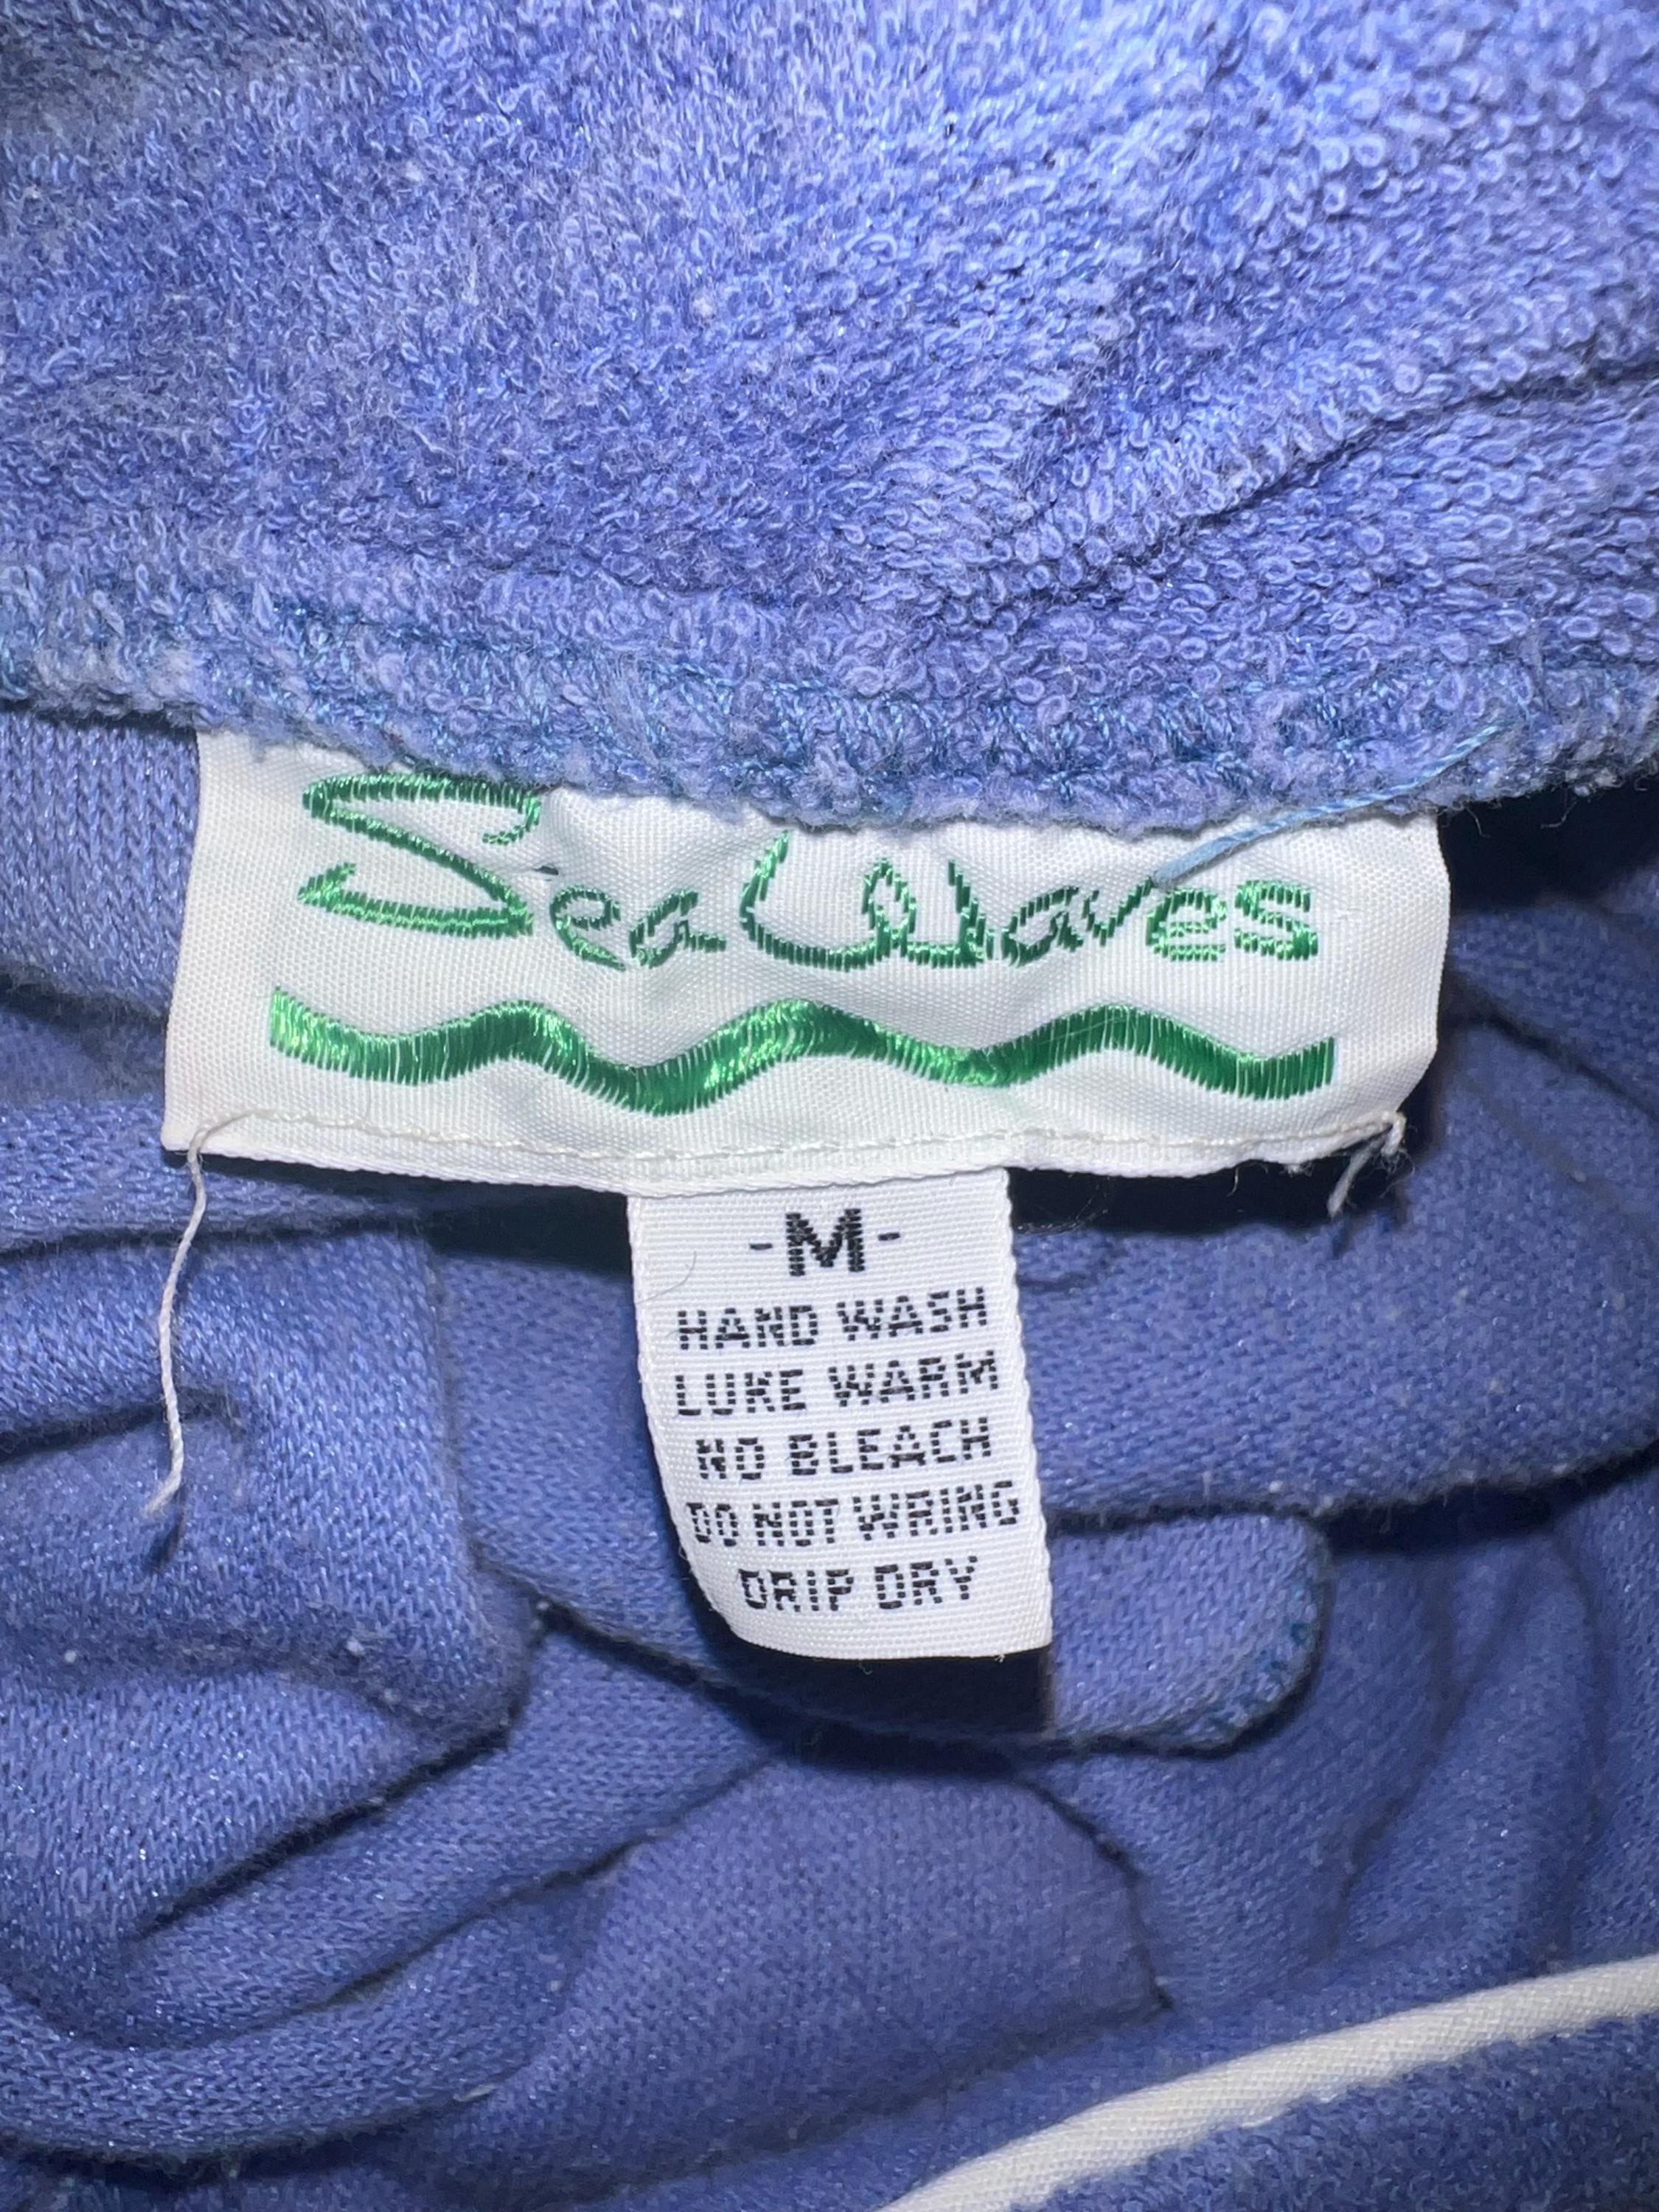 Sea Waves
-M-
HAND WASH
LUKE WARM
NO BLEACH
DO NOT WRING
DRIP DRY